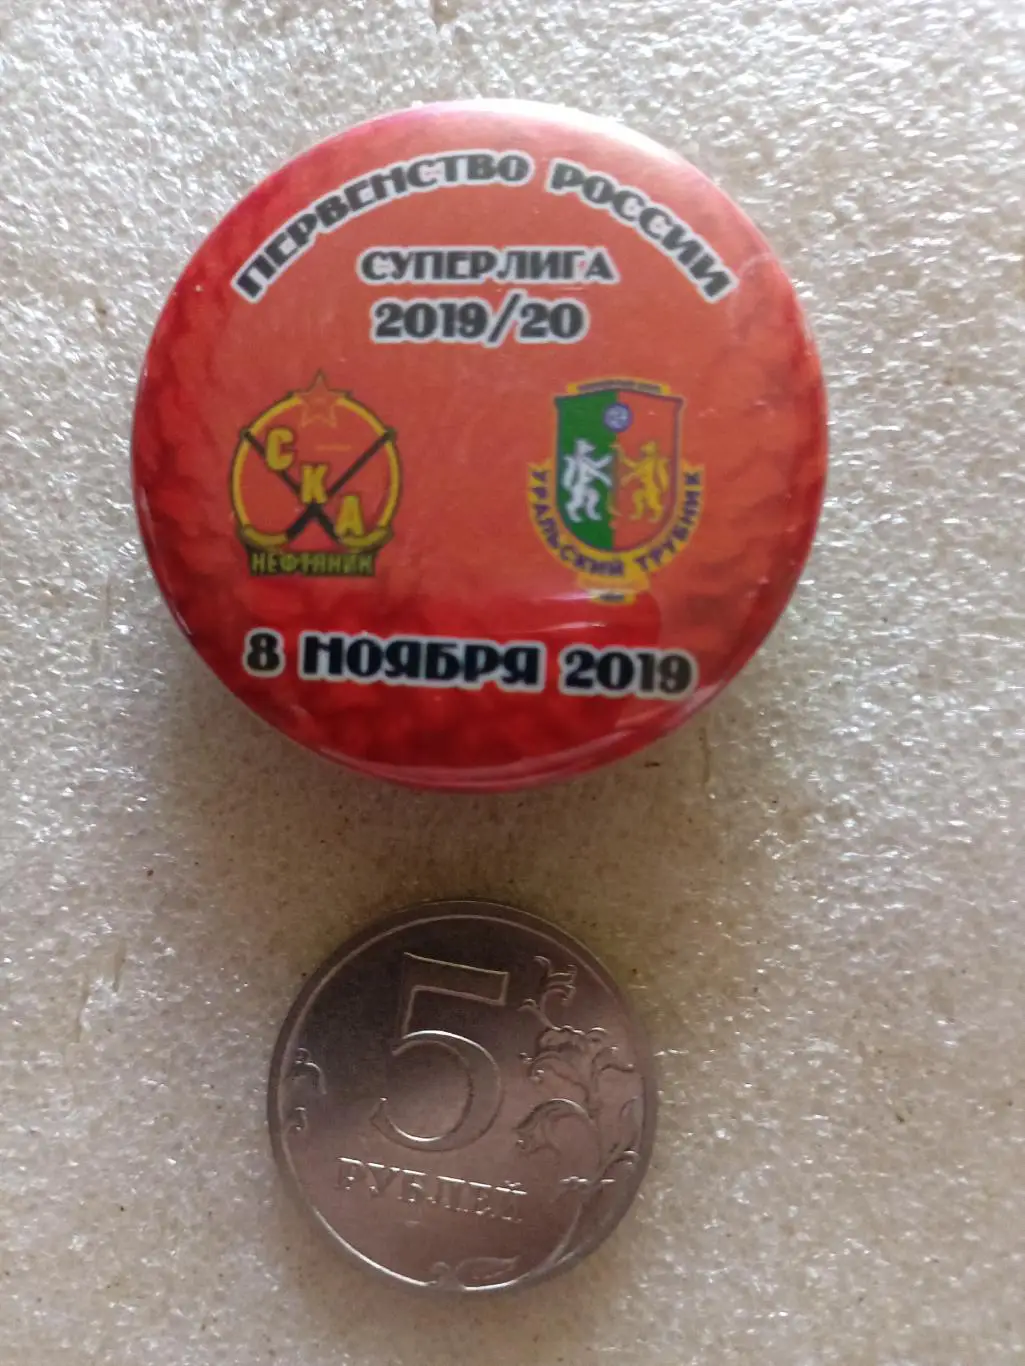 ПЕРВЕНСТВО РОССИИ
СУПЕРЛИГА
2019/20
СКА
НЕФТЯНИК
УРАЛЬСКИЙ ТРУБНИК
8 НОЯБРЯ 2019
5
РУБЛЕЙ